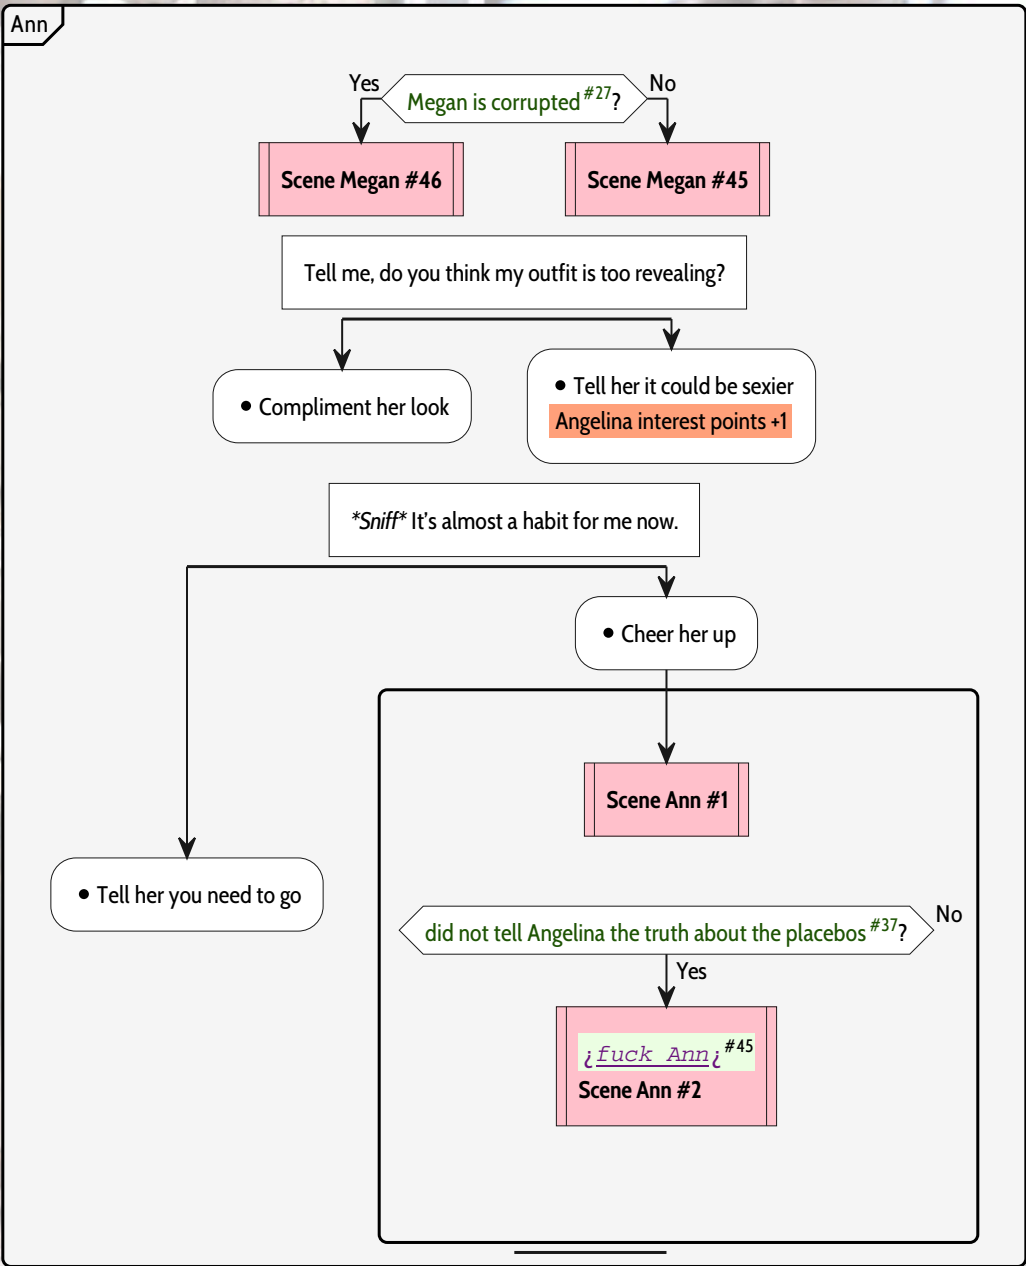 Ann
Yes
Megan is corrupted #27?
No
Scene Megan #46
Scene Megan #45
Tell me, do you think my outfit is too revealing?
• Compliment her look
• Tell her it could be sexier
Angelina interest points +1
*Sniff* It's almost a habit for me now.
• Cheer her up
Scene Ann #1
• Tell her you need to go
did not tell Angelina the truth about the placebos #37?
No
Yes
¿fuck Ann¿ #45
Scene Ann #2